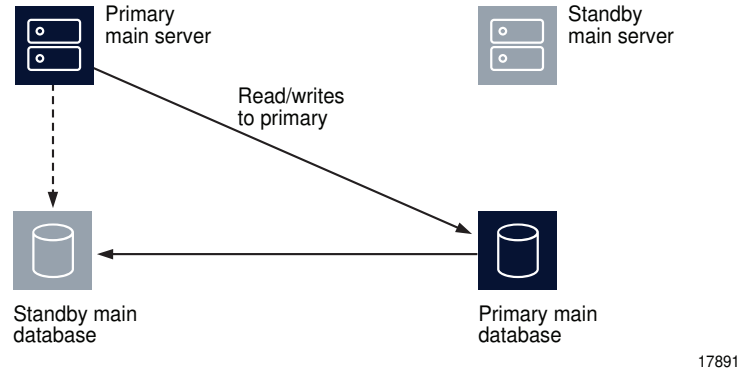 Primary
main server
Standby
main server
Read/writes
to primary
Standby main
database
Primary main
database
17891